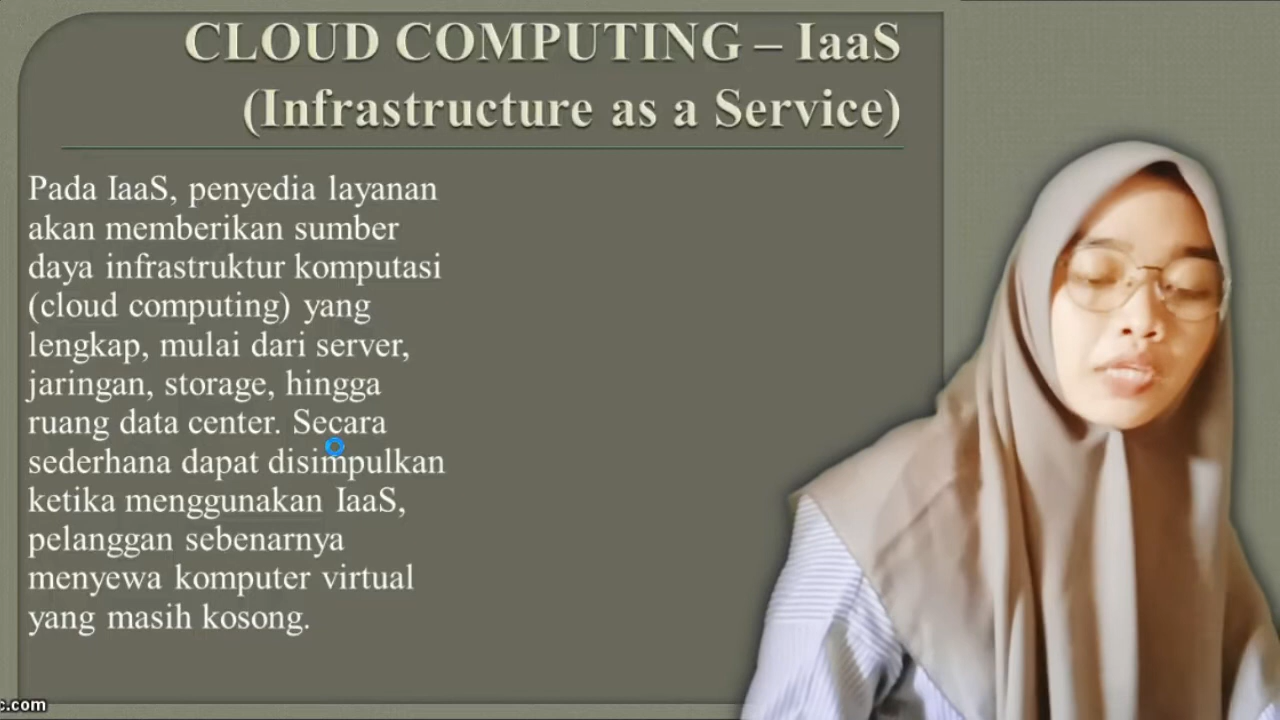 CLOUD COMPUTING – IaaS
(Infrastructure as a Service)
Pada IaaS, penyedia layanan
akan memberikan sumber
daya infrastruktur komputasi
(cloud computing) yang
lengkap, mulai dari server,
jaringan, storage, hingga
ruang data center. Secara
sederhana dapat disimpulkan
ketika menggunakan IaaS,
pelanggan sebenarnya
menyewa komputer virtual
yang masih kosong.
c.com